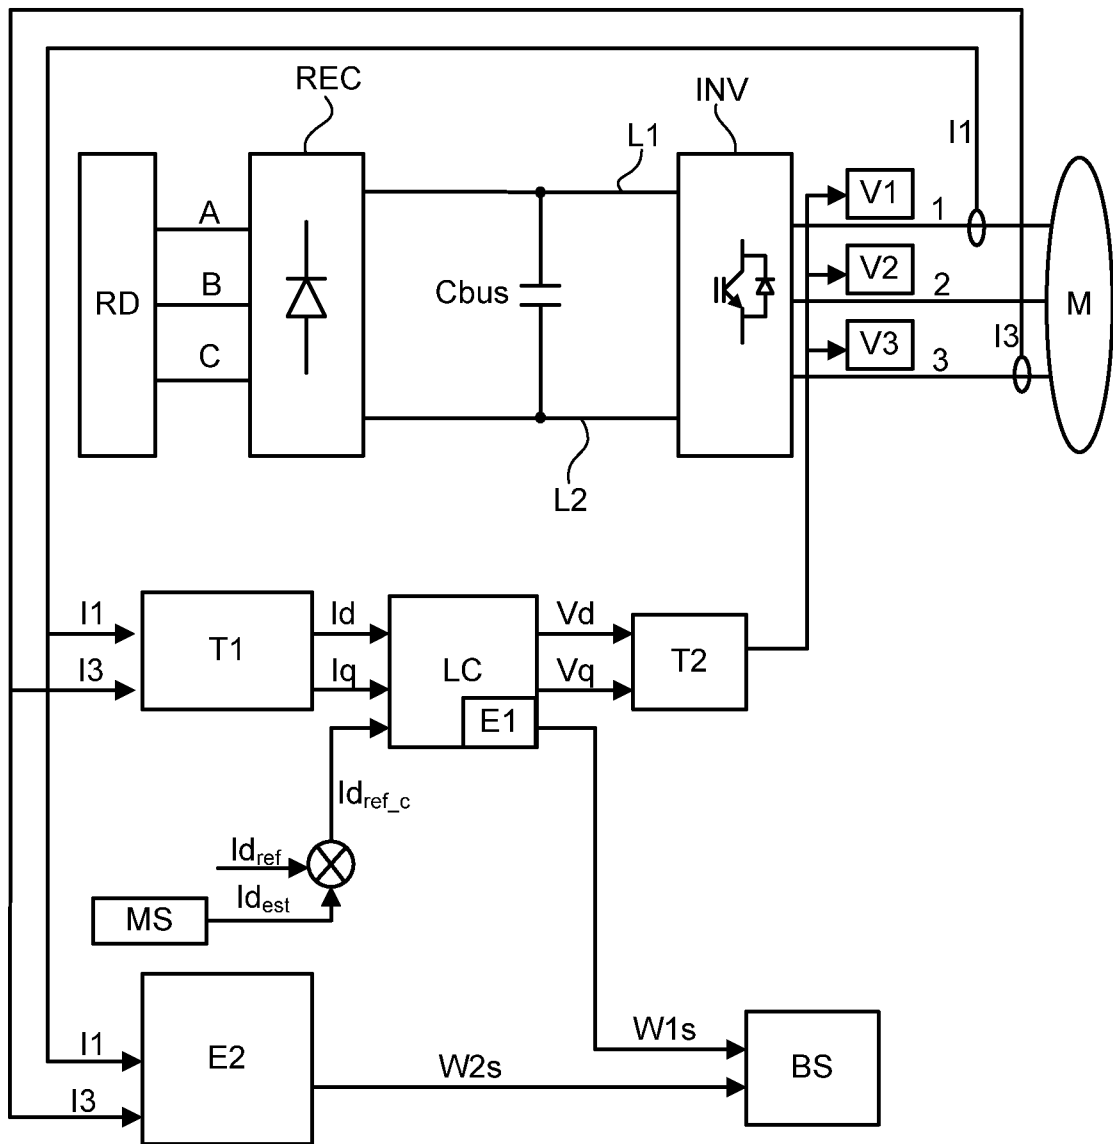 REC
INV
L1
I1
A
V1
1
B
RD
Cbus
V2
2
M
C
V3
I3
3
L2
I1
Id
Vd
T1
LC
T2
I3
Iq
Vq
E1
Idref_c
Idref
Idest
MS
I1
W1s
E2
W2s
BS
I3